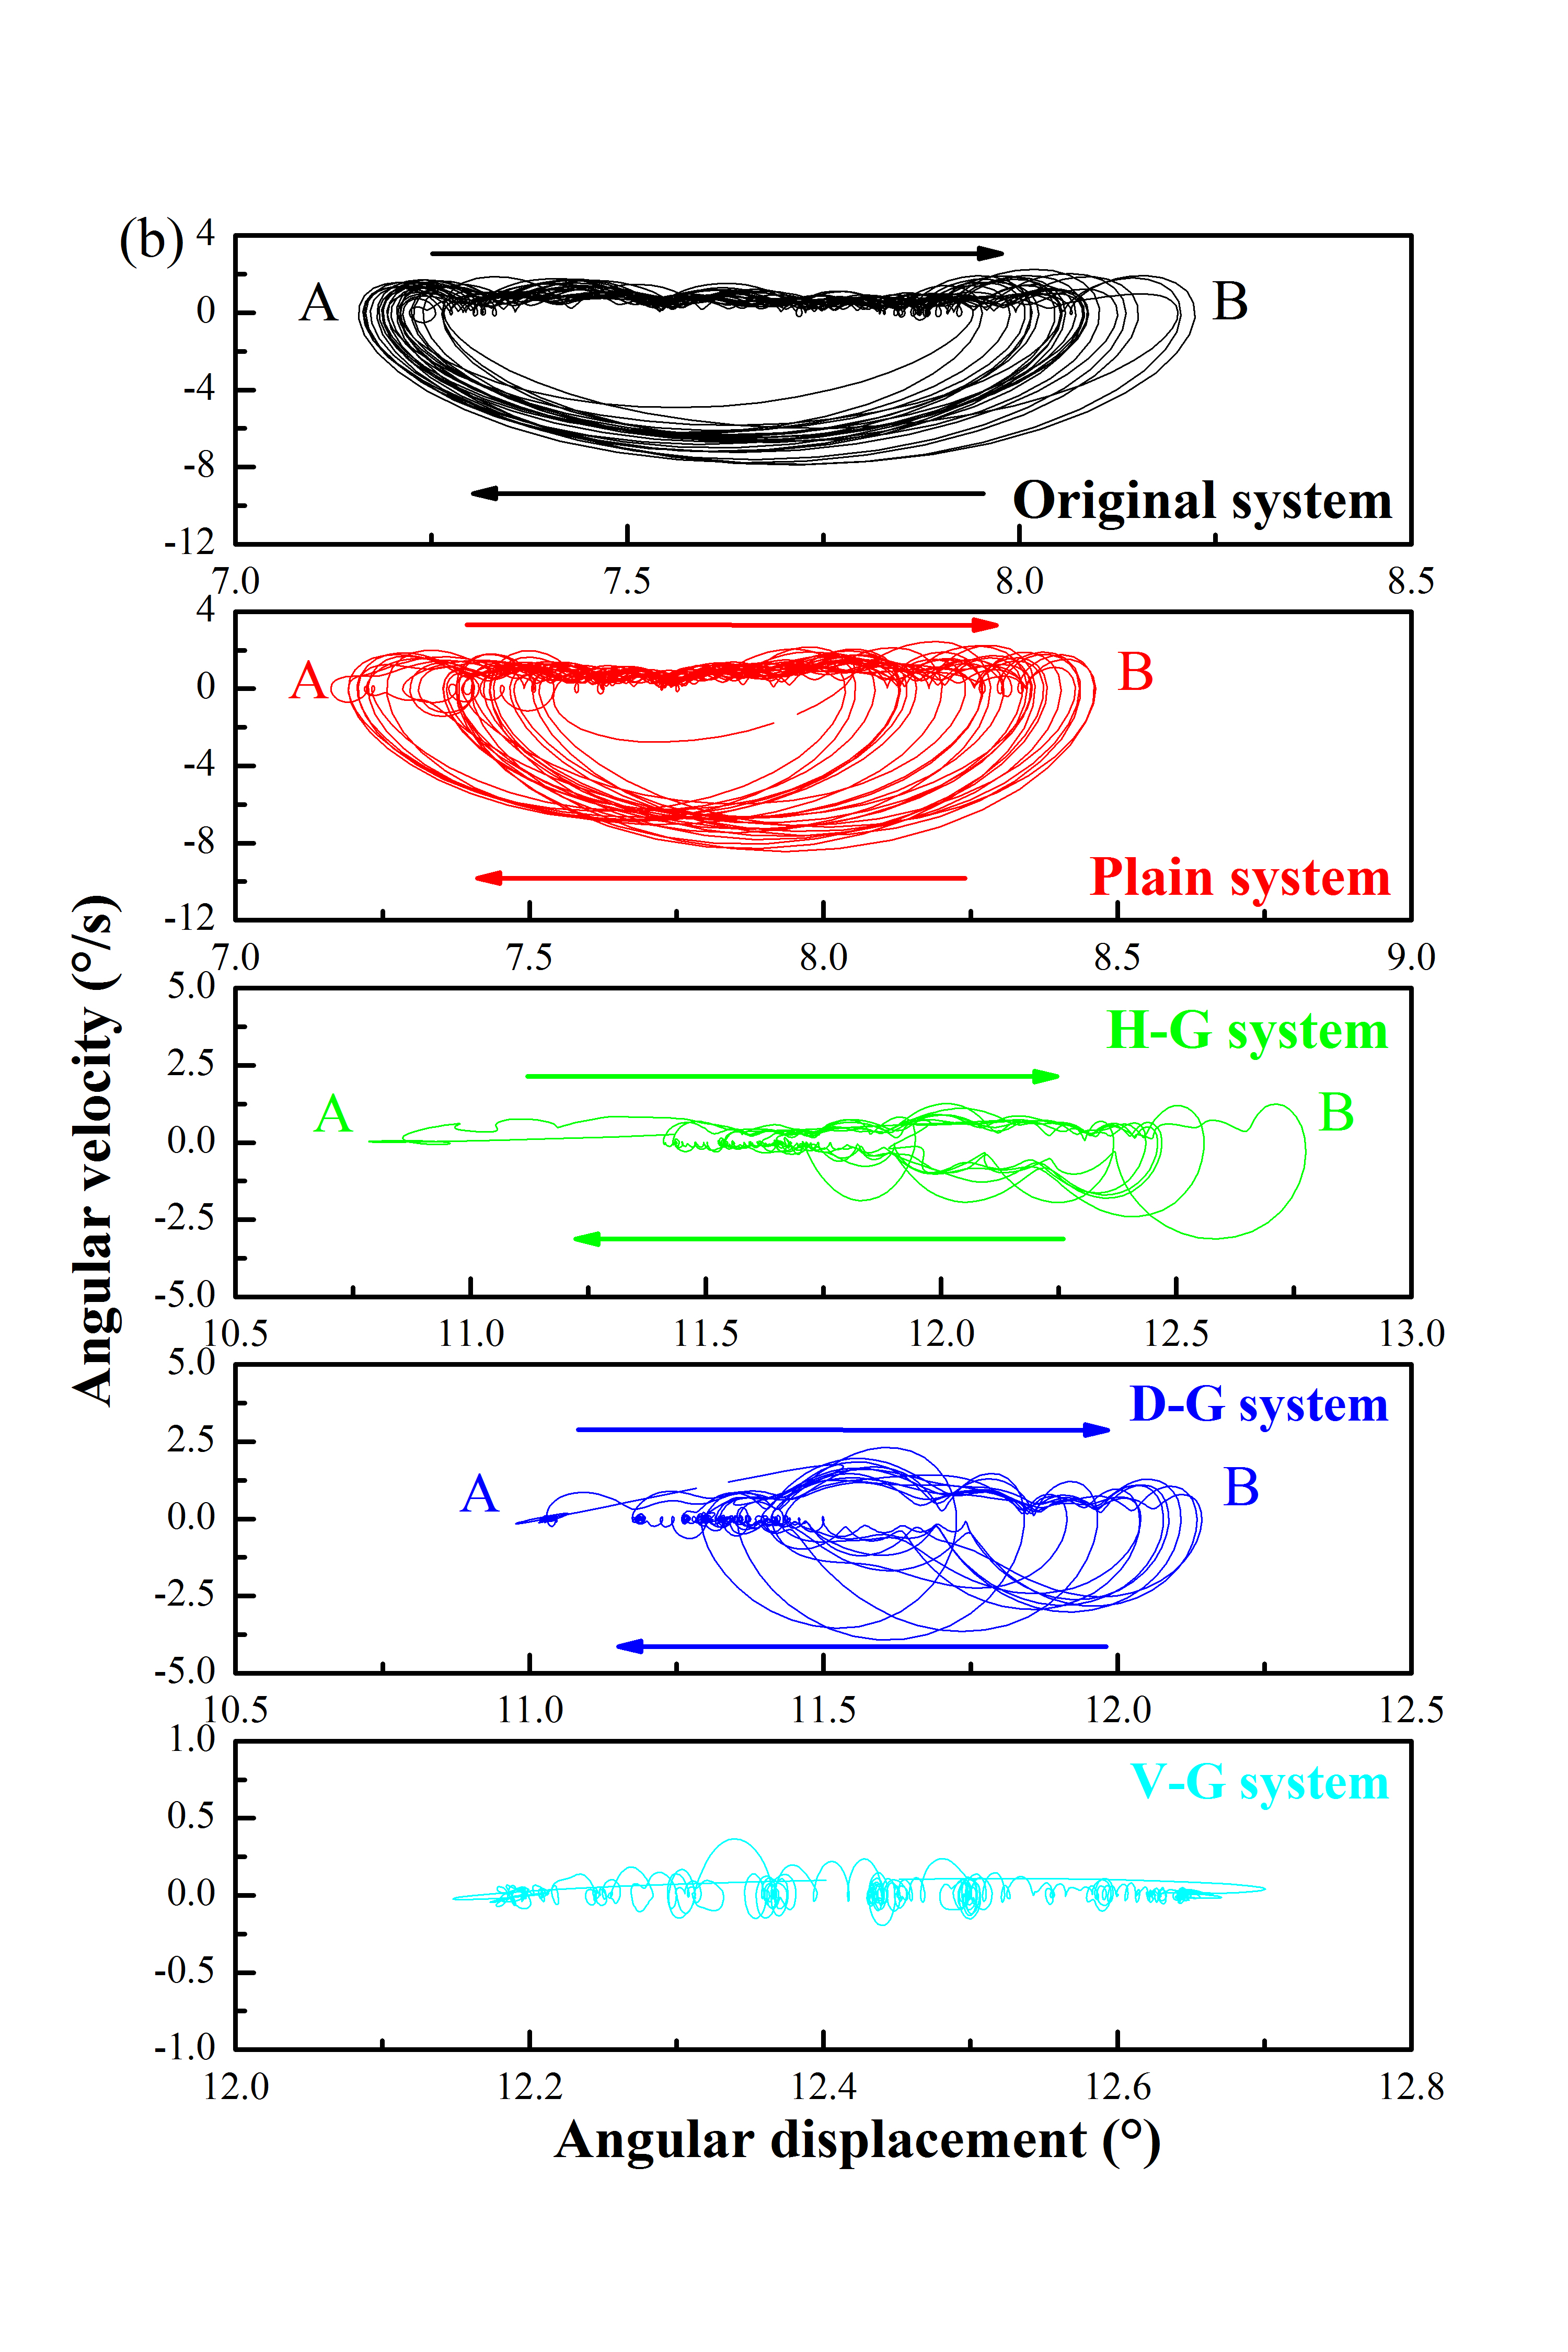 (b)
4
0
-4
-8
-12
A
B
Original system
7.0 7.5 8.0 8.5
4
0
-4
-8
-12
A
B
Plain system
7.0 7.5 8.0 8.5 9.0
5.0
2.5
0.0
-2.5
-5.0
H-G system
A
B
10.5 11.0 11.5 12.0 12.5 13.0
5.0
2.5
0.0
-2.5
-5.0
D-G system
A
B
10.5 11.0 11.5 12.0 12.5
1.0
0.5
0.0
-0.5
-1.0
V-G system
12.0 12.2 12.4 12.6 12.8
Angular velocity (°/s)
Angular displacement (°)